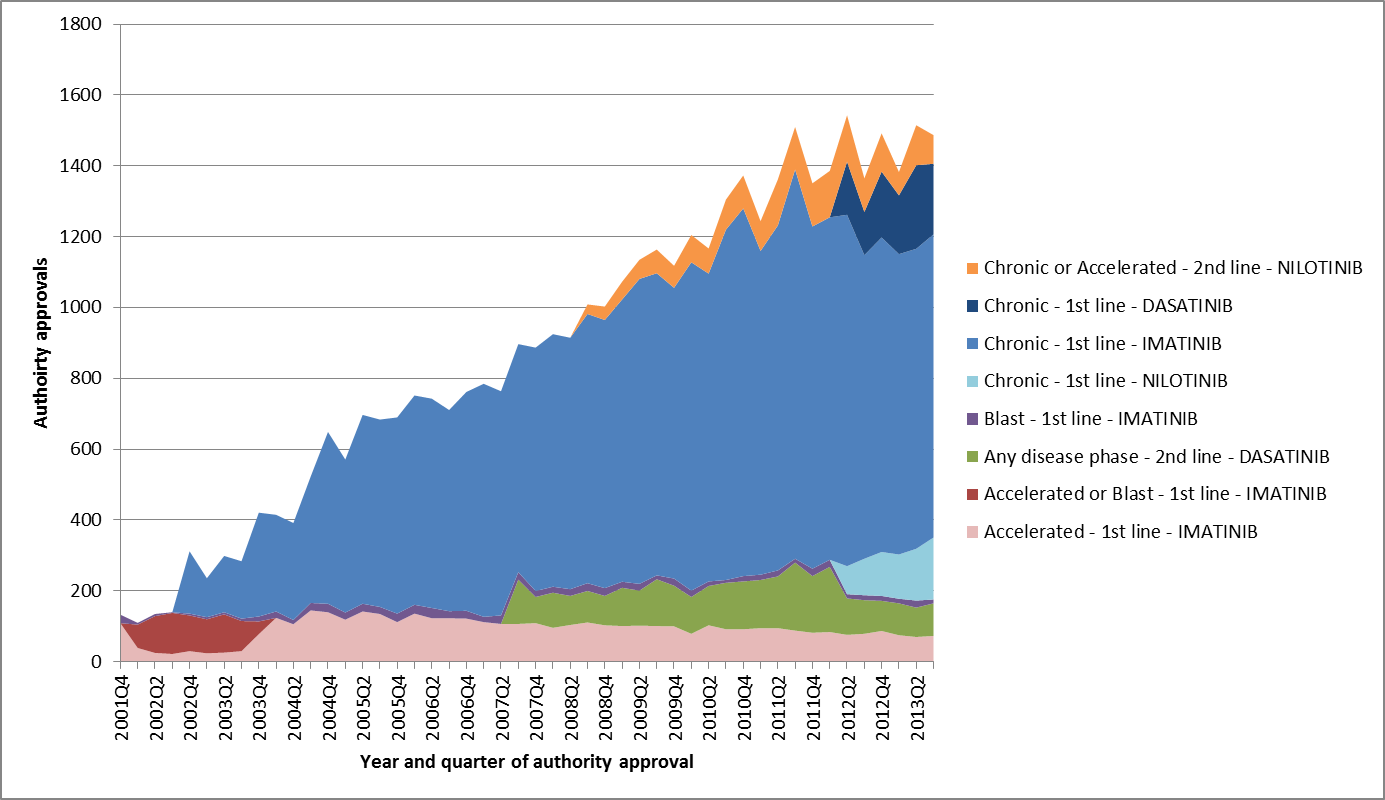 1800
1600
1400
1200
1000
800
600
400
200
0
Authoirty approvals
2001Q4
2002Q2
2002Q4
2003Q2
2003Q4
2004Q2
2004Q4
2005Q2
2005Q4
2006Q2
2006Q4
2007Q2
2007Q4
2008Q2
2008Q4
2009Q2
2009Q4
2010Q2
2010Q4
2011Q2
2011Q4
2012Q2
2012Q4
2013Q2
Year and quarter of authority approval
Chronic or Accelerated - 2nd line - NILOTINIB
Chronic - 1st line - DASATINIB
Chronic - 1st line - IMATINIB
Chronic - 1st line - NILOTINIB
Blast - 1st line - IMATINIB
Any disease phase - 2nd line - DASATINIB
Accelerated or Blast - 1st line - IMATINIB
Accelerated - 1st line - IMATINIB